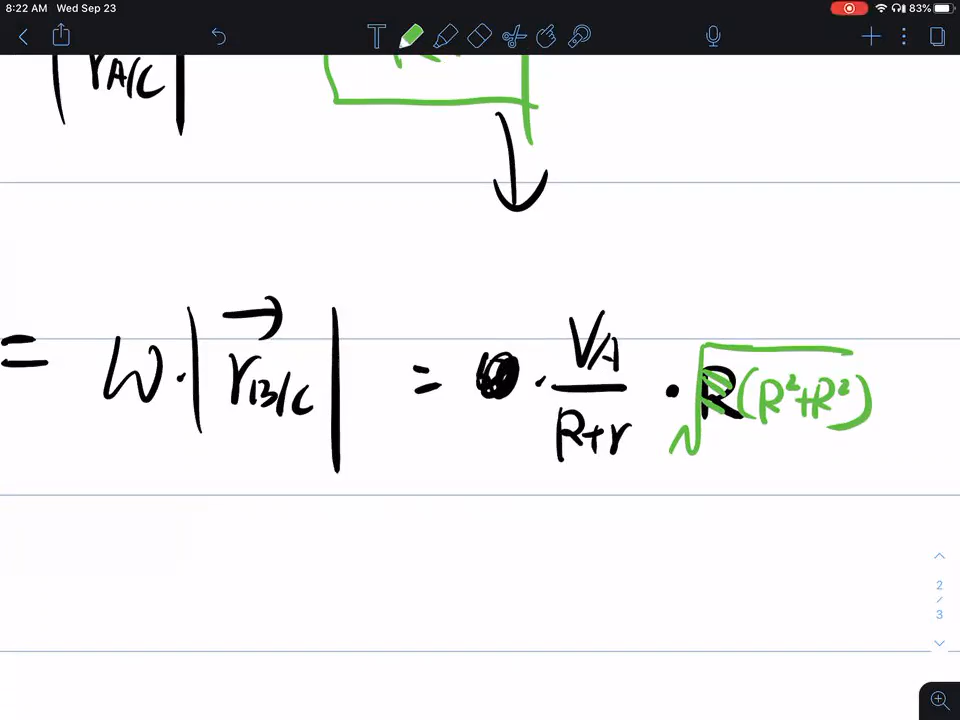 8:22 AM Wed Sep 23 83%
T
r_A/C
= ω · |r⃗_B/C| = · V_A/(R+r) · √(R²+R²)
2
/
3